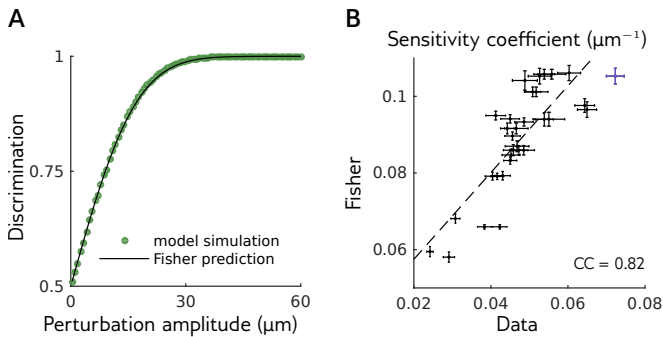 A
Discrimination
1
0.75
0.5
model simulation
Fisher prediction
0
30
60
Perturbation amplitude (μm)
B
Sensitivity coefficient (μm⁻¹)
Fisher
0.1
0.08
0.06
CC = 0.82
0.02
0.04
0.06
0.08
Data